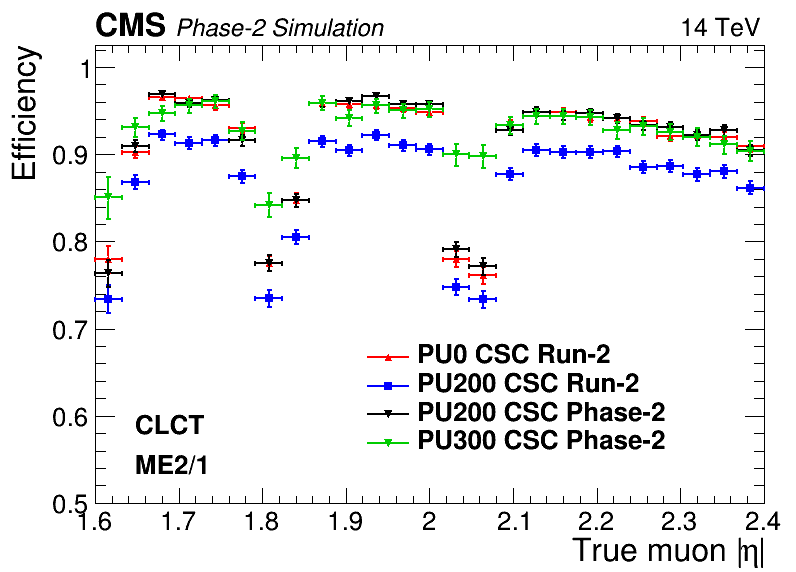 CMS Phase-2 Simulation 14 TeV
Efficiency
1
0.9
0.8
0.7
0.6
0.5
PU0 CSC Run-2
PU200 CSC Run-2
PU200 CSC Phase-2
PU300 CSC Phase-2
CLCT
ME2/1
1.6 1.7 1.8 1.9 2 2.1 2.2 2.3 2.4
True muon |η|